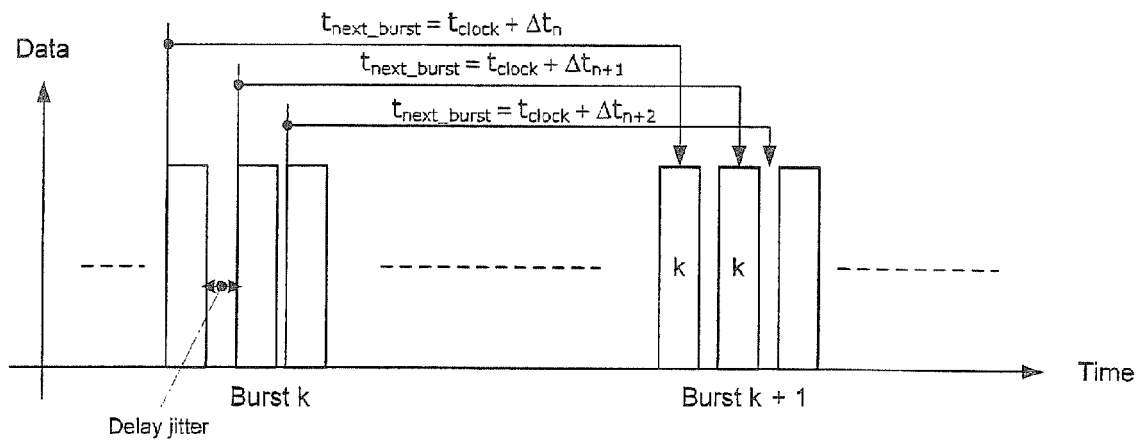 t_next_burst = t_clock + Δt_n
Data
t_next_burst = t_clock + Δt_n+1
t_next_burst = t_clock + Δt_n+2
k k
Time
Burst k Burst k + 1
Delay jitter